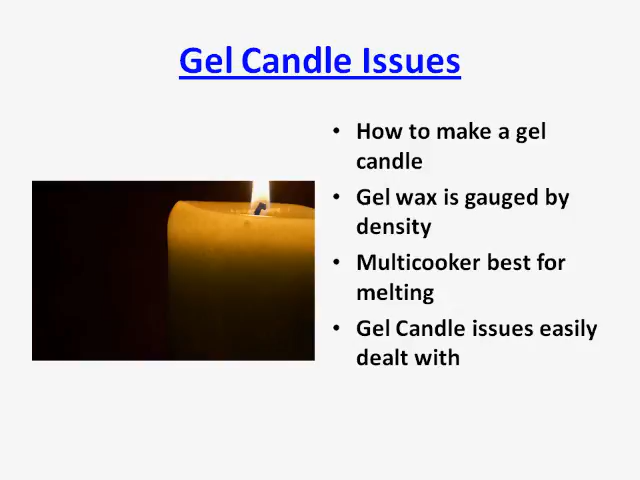 Gel Candle Issues
• How to make a gel
candle
• Gel wax is gauged by
density
• Multicooker best for
melting
• Gel Candle issues easily
dealt with